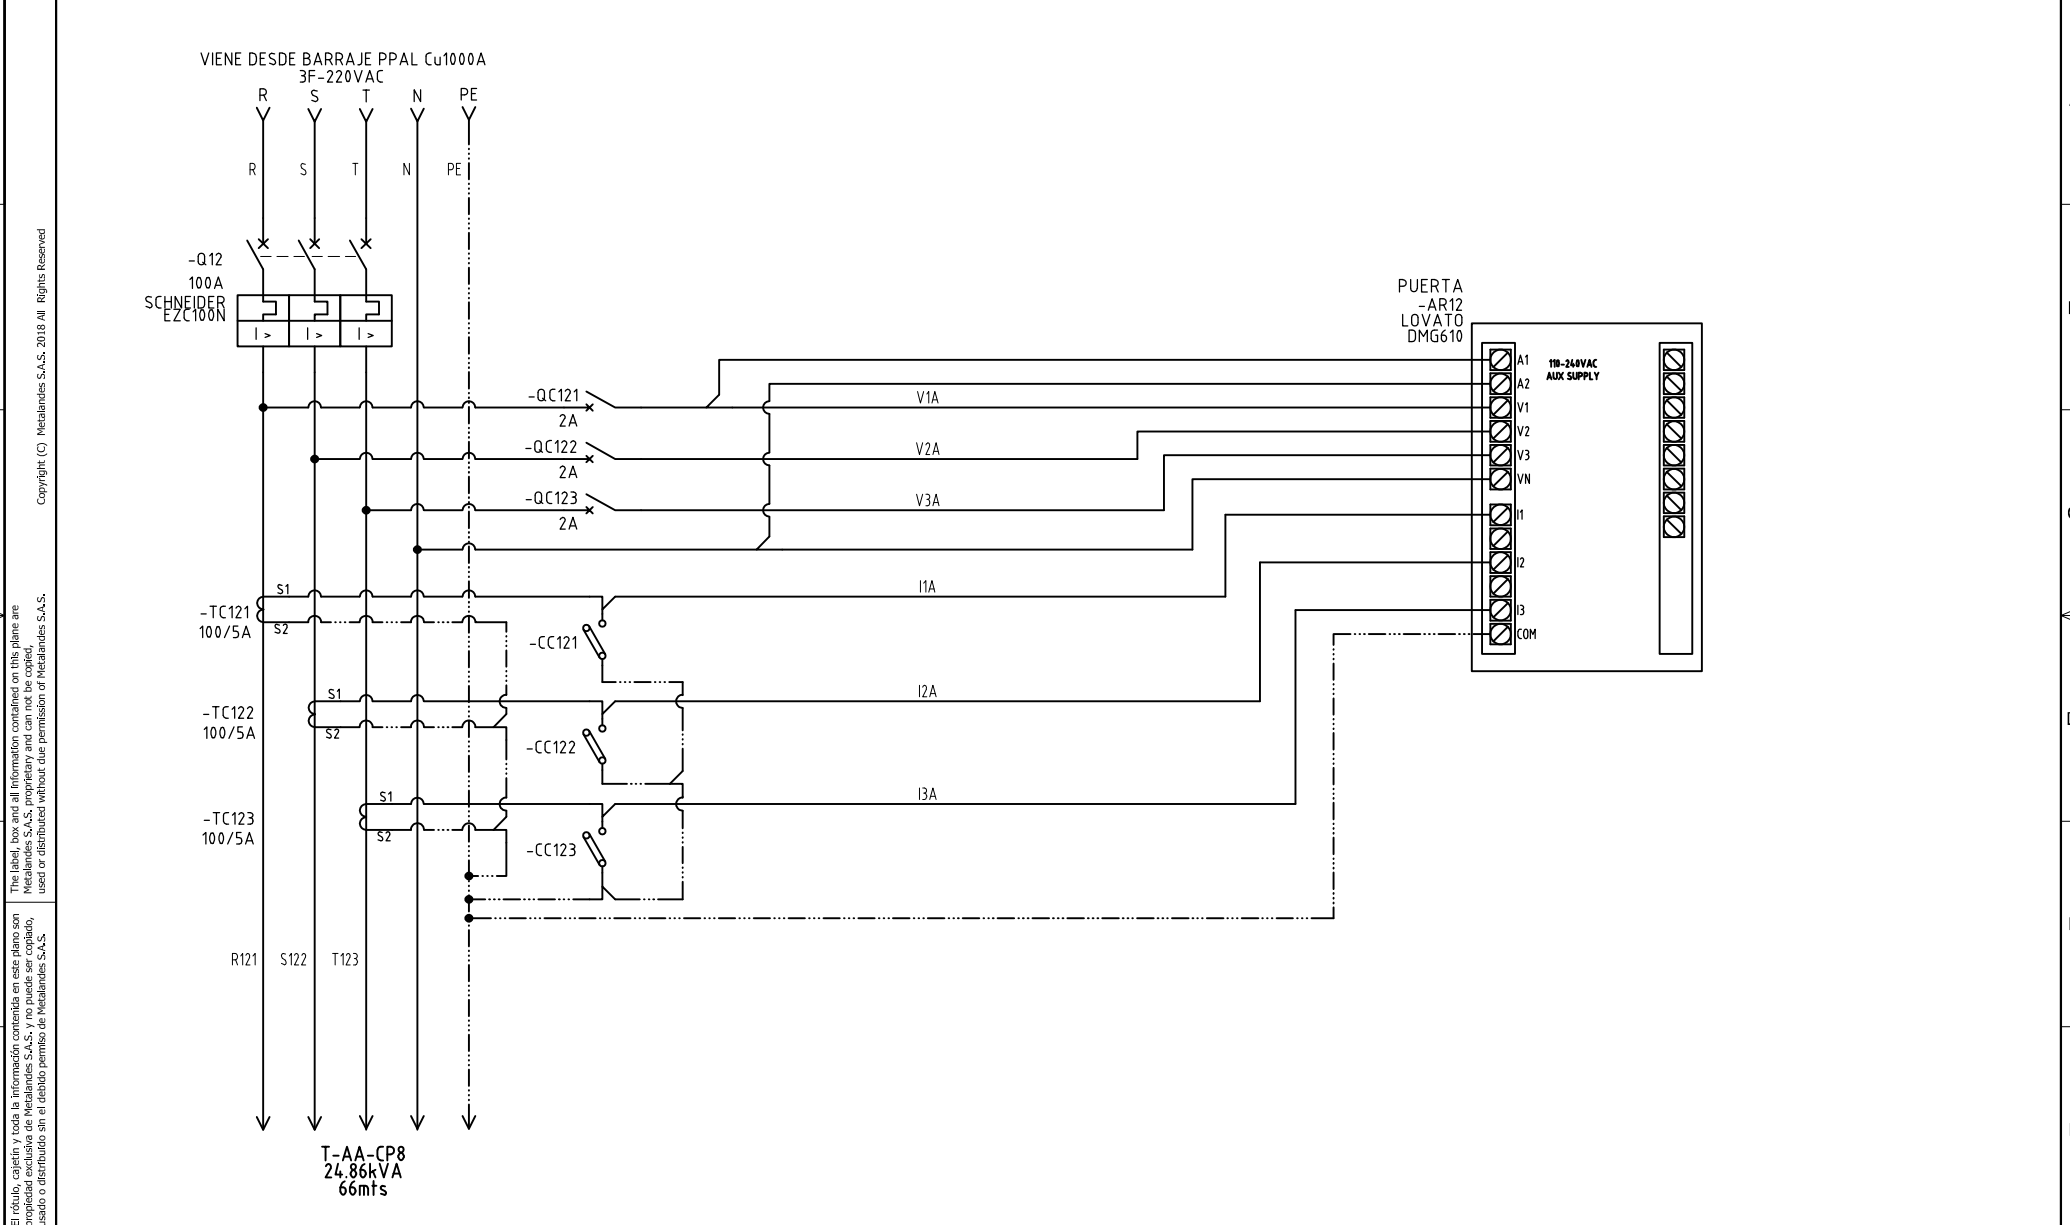 VIENE DESDE BARRAJE PPAL Cu1000A
3F-220VAC
R S T N PE
R S T N PE
-Q12
100A
SCHNEIDER
EZC100N
I > I > I >
PUERTA
-AR12
LOVATO
DMG610
A1
110-240VAC
AUX SUPPLY
A2
V1
V2
V3
VN
I1
I2
I3
COM
-QC121
2A
V1A
-QC122
2A
V2A
-QC123
2A
V3A
S1
I1A
-TC121
100/5A
S2
-CC121
S1
I2A
-TC122
100/5A
S2
-CC122
S1
I3A
-TC123
100/5A
S2
-CC123
R121 S122 T123
T-AA-CP8
24.86kVA
66mts
Copyright (C) Metalandes S.A.S. 2018 All Rights Reserved
The label, box and all information contained on this plane are
Metalandes S.A.S. proprietary and can not be copied,
used or distributed without due permission of Metalandes S.A.S.
El rótulo, cajetín y toda la información contenida en este plano son
propiedad exclusiva de Metalandes S.A.S. y no puede ser copiado,
usado o distribuido sin el debido permiso de Metalandes S.A.S.